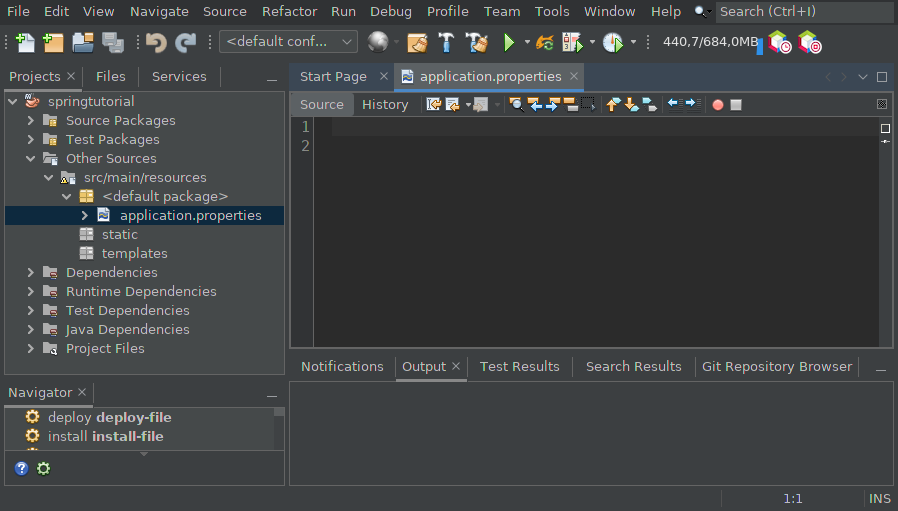 File Edit View Navigate Source Refactor Run Debug Profile Team Tools Window Help Search (Ctrl+I)
<default conf... 440,7/684,0MB
Projects Files Services
Start Page application.properties
Source History
springtutorial
Source Packages
Test Packages
Other Sources
src/main/resources
<default package>
application.properties
static
templates
Dependencies
Runtime Dependencies
Test Dependencies
Java Dependencies
Project Files
1
2
Notifications Output Test Results Search Results Git Repository Browser
Navigator
deploy deploy-file
install install-file
1:1 INS